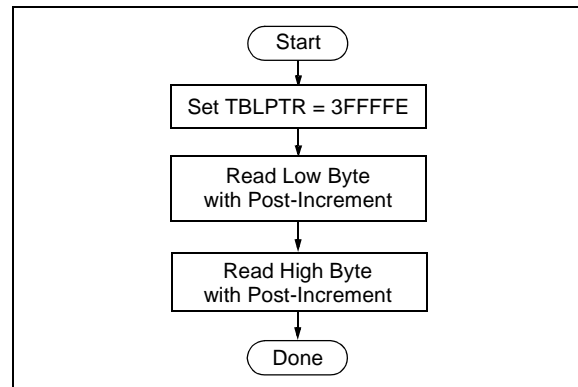 Start
Set TBLPTR = 3FFFFE
Read Low Byte
with Post-Increment
Read High Byte
with Post-Increment
Done